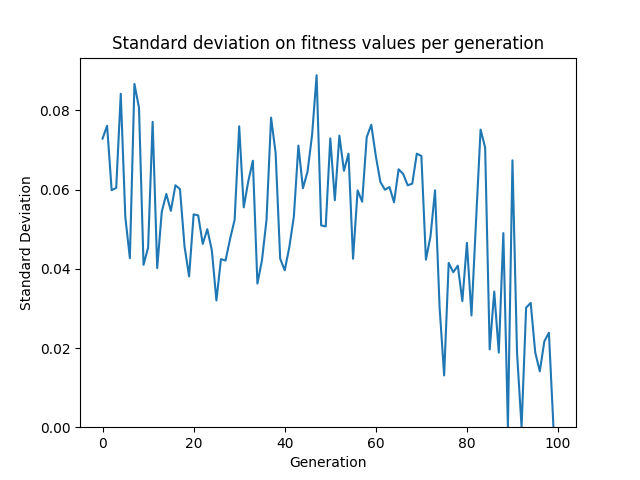 Standard deviation on fitness values per generation
0.08
0.06
0.04
0.02
0.00
Standard Deviation
0 20 40 60 80 100
Generation